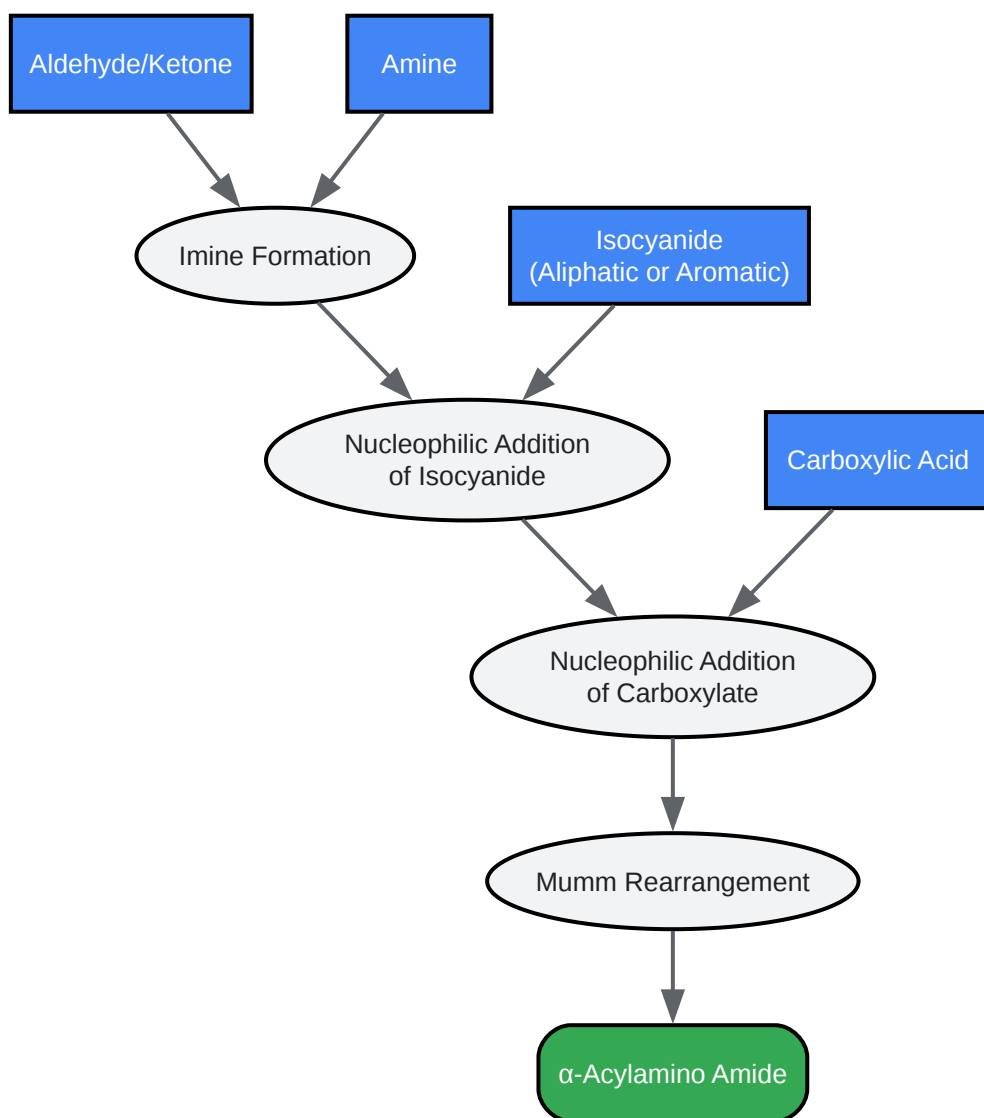 Aldehyde/Ketone
Amine
Imine Formation
Isocyanide
(Aliphatic or Aromatic)
Nucleophilic Addition
of Isocyanide
Carboxylic Acid
Nucleophilic Addition
of Carboxylate
Mumm Rearrangement
α-Acylamino Amide